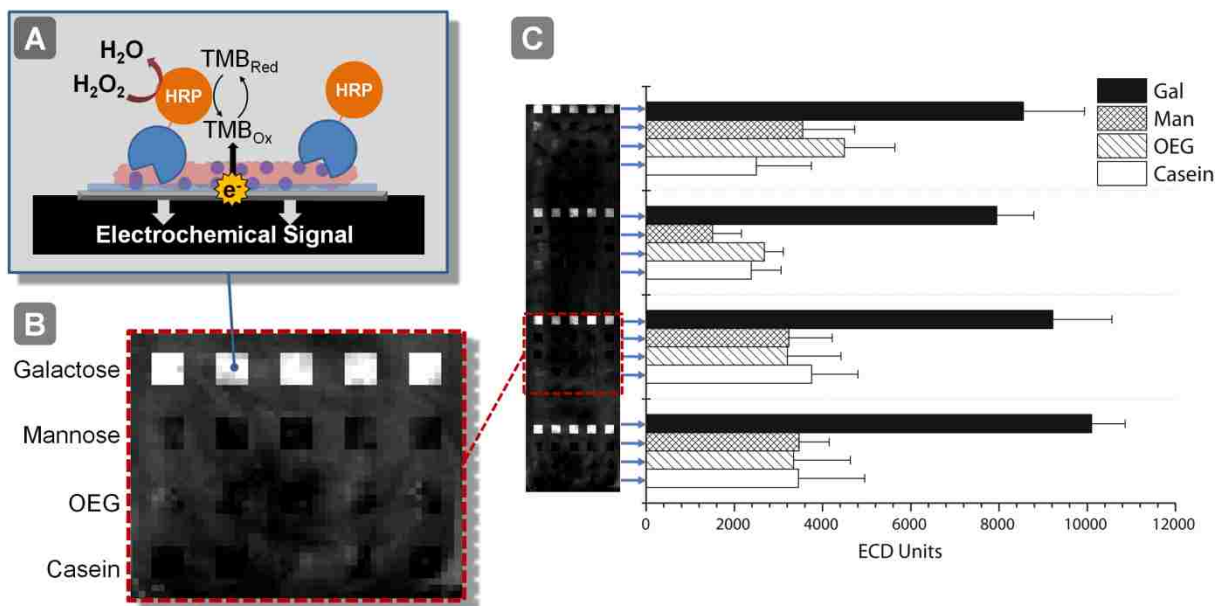 A
H2O
H2O2
TMBRed
HRP
HRP
TMBOx
e-
Electrochemical Signal
B
Galactose
Mannose
OEG
Casein
C
Gal
Man
OEG
Casein
0 2000 4000 6000 8000 10000 12000
ECD Units